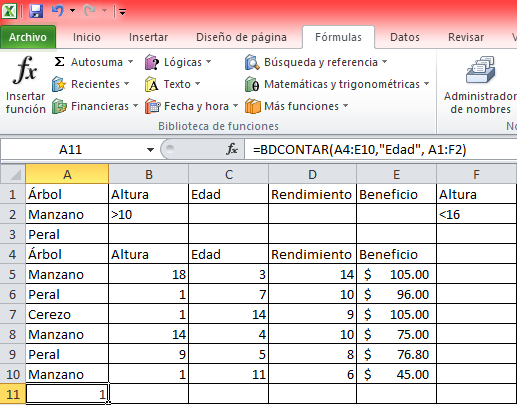 Archivo Inicio Insertar Diseño de página Fórmulas Datos Revisar
fx Insertar función
Σ Autosuma
Recientes
Financieras
Lógicas
Texto
Fecha y hora
Búsqueda y referencia
Matemáticas y trigonométricas
Más funciones
Biblioteca de funciones
Administrador
de nombres
A11 fx =BDCONTAR(A4:E10,"Edad", A1:F2)
A B C D E F
1 Árbol Altura Edad Rendimiento Beneficio Altura
2 Manzano >10 <16
3 Peral
4 Árbol Altura Edad Rendimiento Beneficio
5 Manzano 18 3 14 $ 105.00
6 Peral 1 7 10 $ 96.00
7 Cerezo 1 14 9 $ 105.00
8 Manzano 14 4 10 $ 75.00
9 Peral 9 5 8 $ 76.80
10 Manzano 1 11 6 $ 45.00
11 1